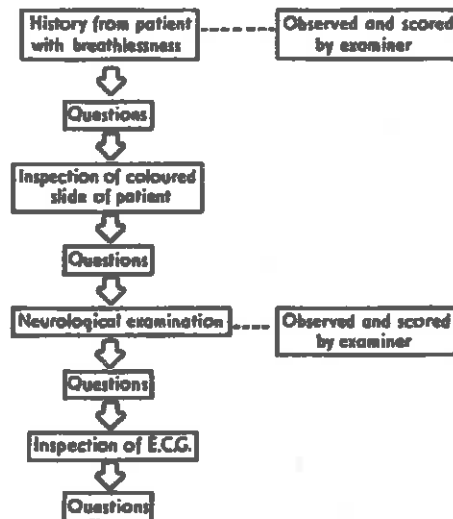 History from patient
with breathlessness
Observed and scored
by examiner
Questions
Inspection of coloured
slide of patient
Questions
Neurological examination
Observed and scored
by examiner
Questions
Inspection of E.C.G.
Questions